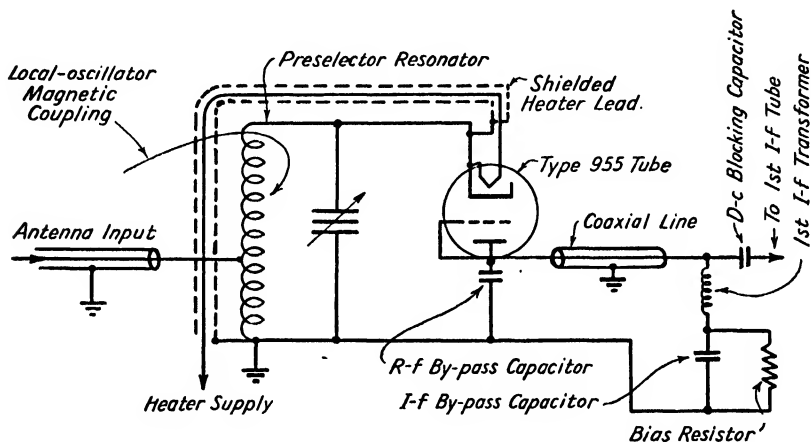 Local-oscillator
Magnetic
Coupling
Preselector Resonator
Shielded
Heater Lead.
Type 955 Tube
Antenna Input
Coaxial Line
D-c Blocking Capacitor
To 1st I-f Tube
1st I-f Transformer
R-f By-pass Capacitor
I-f By-pass Capacitor
Heater Supply
Bias Resistor